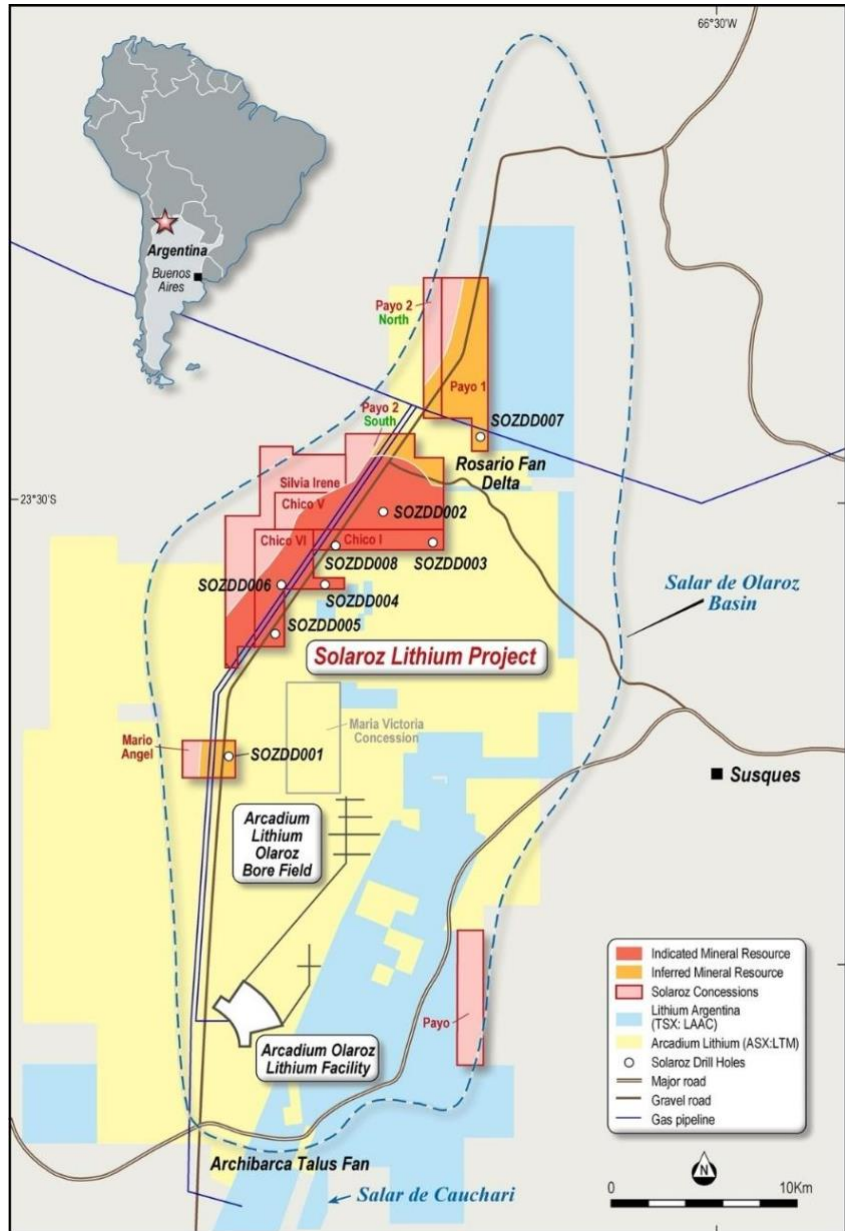 66°30'W
Argentina
Buenos
Aires
Payo 2
North
Payo 1
Payo 2
South
SOZDD007
Rosario Fan
Delta
23°30'S
Silvia Irene
Chico V
SOZDD002
Chico VI
Chico I
SOZDD008
SOZDD003
SOZDD006
SOZDD004
SOZDD005
Salar de Olaroz
Basin
Solaroz Lithium Project
Maria Victoria
Concession
Mario
Angel
SOZDD001
Susques
Arcadium
Lithium
Olaroz
Bore Field
Payo
Arcadium Olaroz
Lithium Facility
Archibarca Talus Fan
Salar de Cauchari
Indicated Mineral Resource
Inferred Mineral Resource
Solaroz Concessions
Lithium Argentina
(TSX: LAAC)
Arcadium Lithium (ASX:LTM)
Solaroz Drill Holes
Major road
Gravel road
Gas pipeline
N
0
10Km